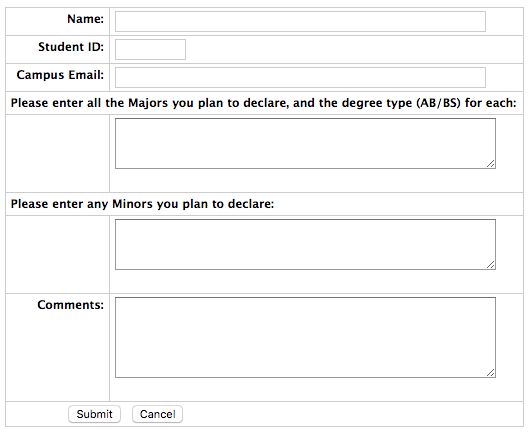 Name:
Student ID:
Campus Email:
Please enter all the Majors you plan to declare, and the degree type (AB/BS) for each:
Please enter any Minors you plan to declare:
Comments:
Submit Cancel